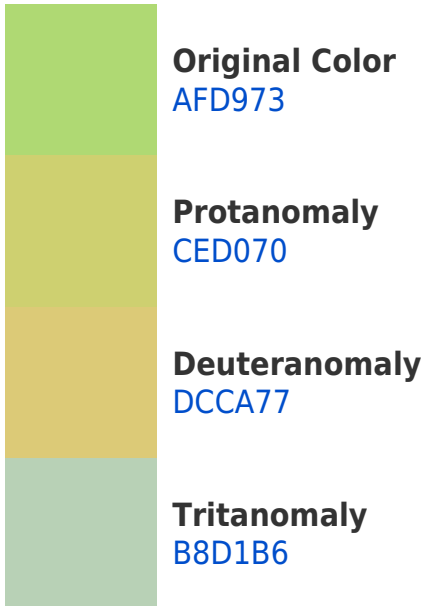 Original Color
AFD973
Protanomaly
CED070
Deuteranomaly
DCCA77
Tritanomaly
B8D1B6